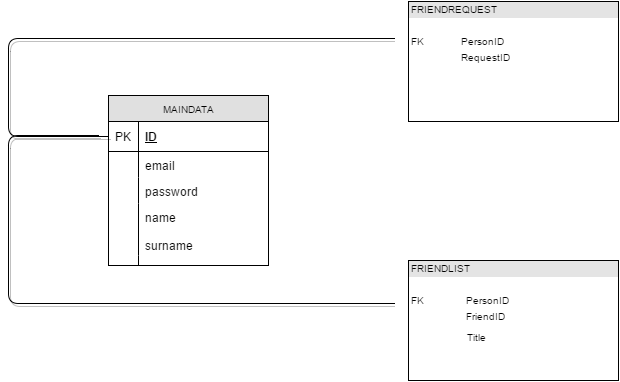 FRIENDREQUEST
FK PersonID
RequestID
MAINDATA
PK ID
email
password
name
surname
FRIENDLIST
FK PersonID
FriendID
Title